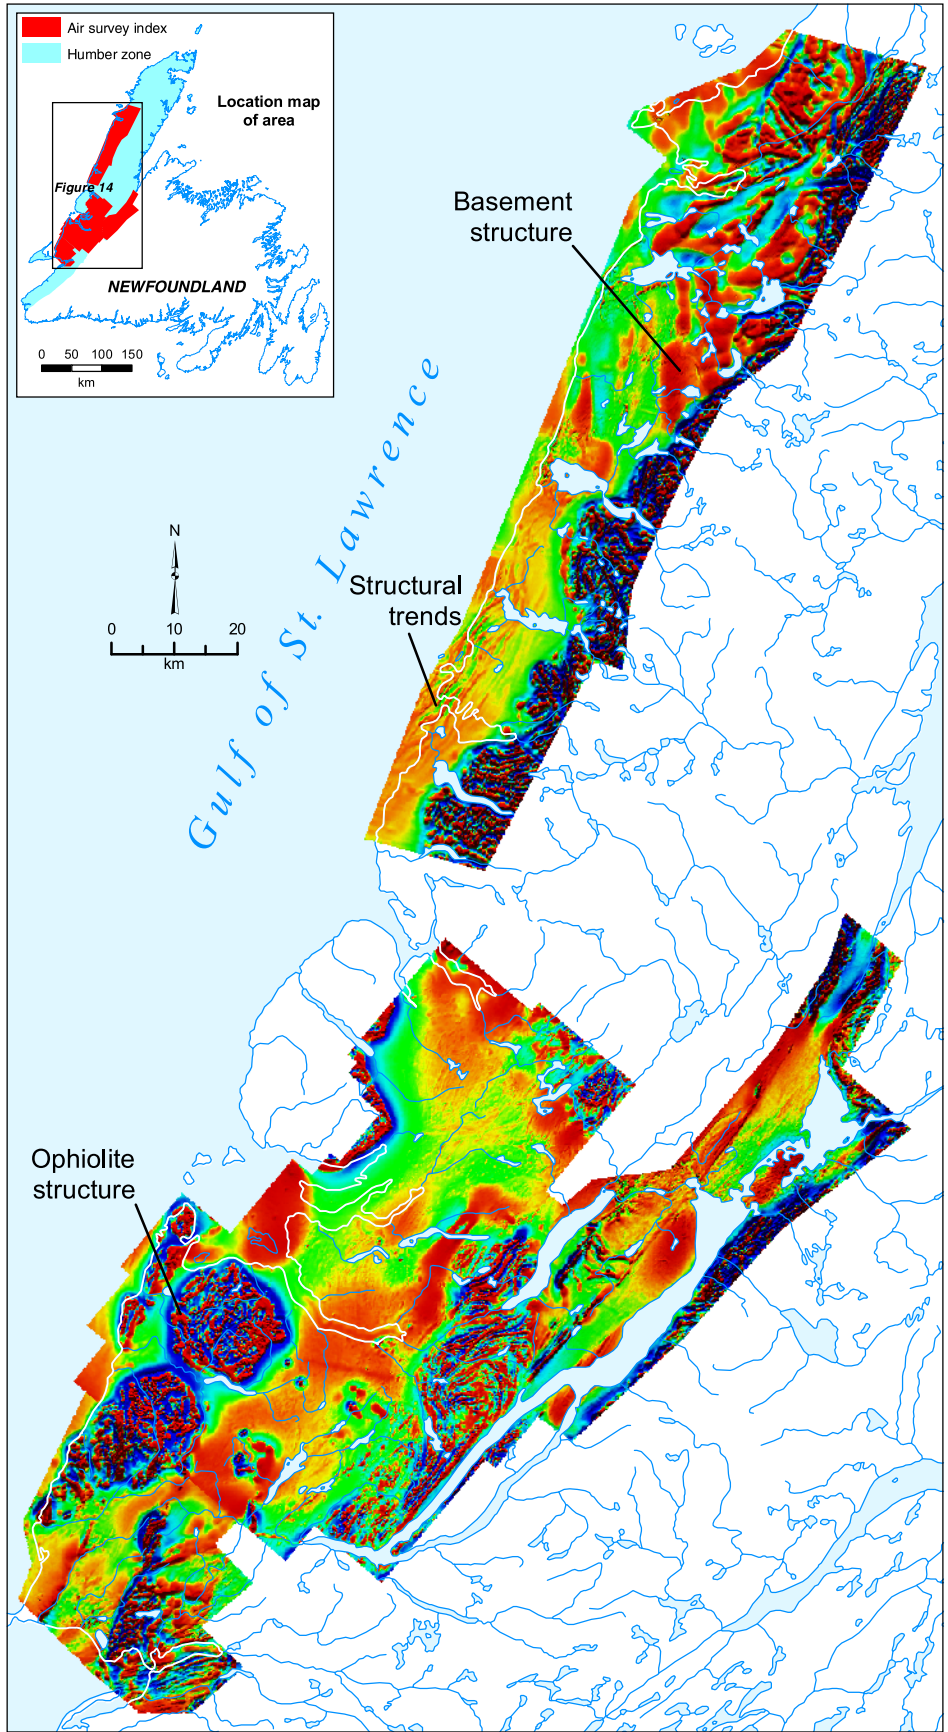 Air survey index
Humber zone
Location map
of area
Figure 14
NEWFOUNDLAND
0 50 100 150
km
Basement
structure
Gulf of St. Lawrence
N
Structural
trends
0 10 20
km
Ophiolite
structure